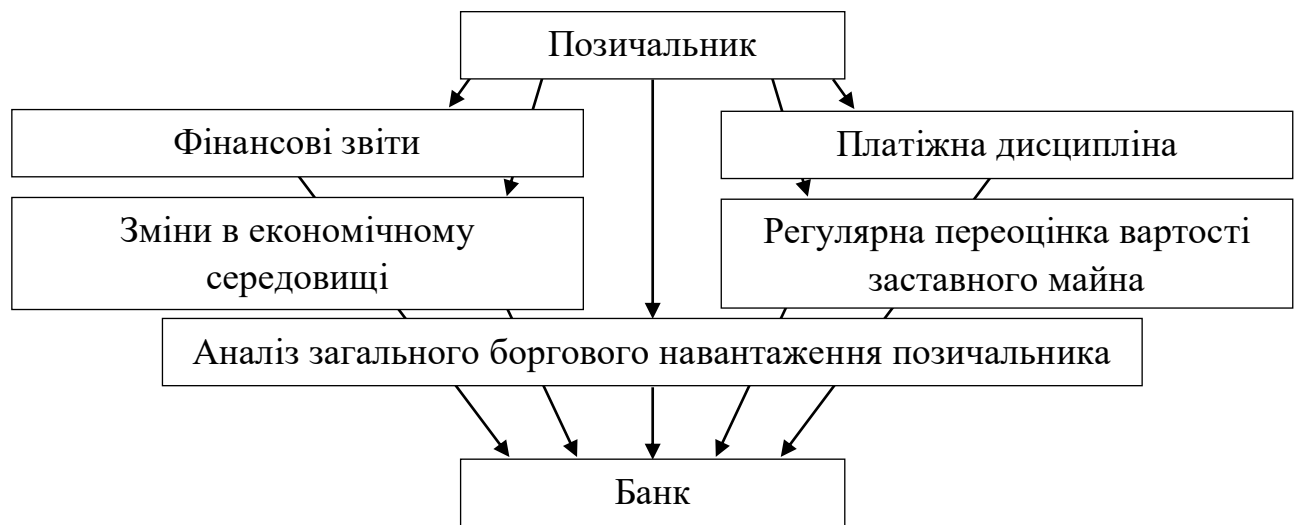 Позичальник
Фінансові звіти
Платіжна дисципліна
Зміни в економічному
середовищі
Регулярна переоцінка вартості
заставного майна
Аналіз загального боргового навантаження позичальника
Банк